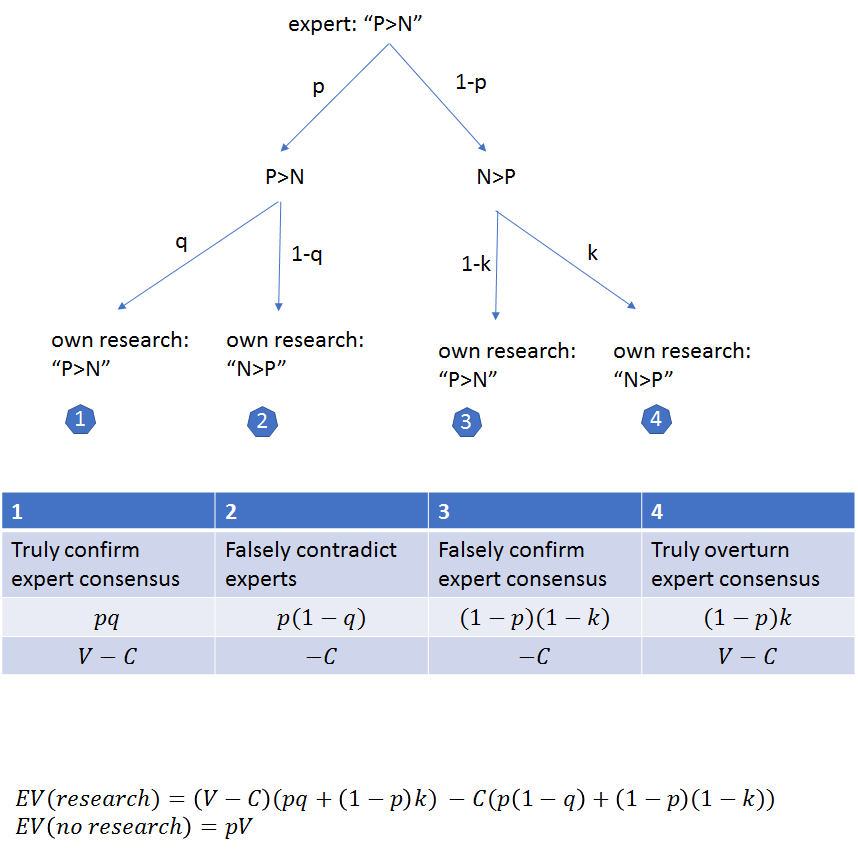 expert: “P>N”
p
1-p
P>N
N>P
q
1-q
1-k
k
own research:
“P>N”
own research:
“N>P”
own research:
“P>N”
own research:
“N>P”
1
2
3
4
1 2 3 4
Truly confirm
expert consensus
Falsely contradict
experts
Falsely confirm
expert consensus
Truly overturn
expert consensus
pq p(1 − q) (1 − p)(1 − k) (1 − p)k
V − C −C −C V − C
EV(research) = (V − C)(pq + (1 − p)k) − C(p(1 − q) + (1 − p)(1 − k))
EV(no research) = pV